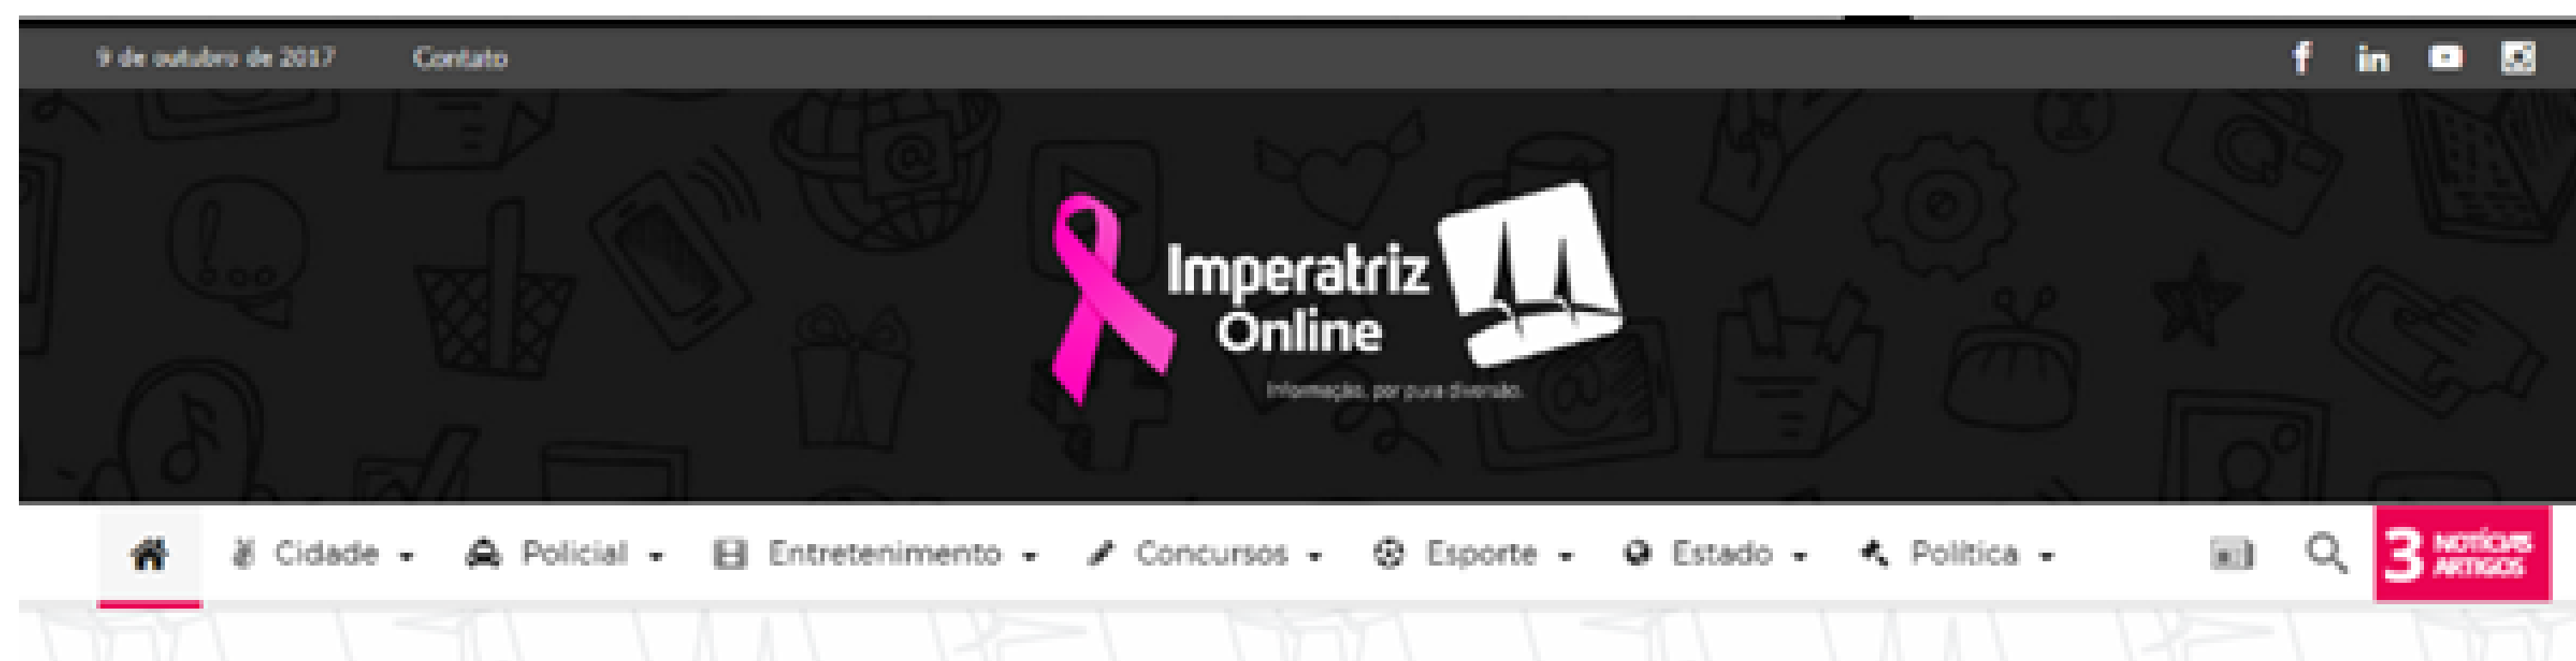 9 de outubro de 2017 Contato
Imperatriz
Online
Informação, por pura diversão.
Cidade Policial Entretenimento Concursos Esporte Estado Política
3 NOTÍCIAS
ARTIGOS